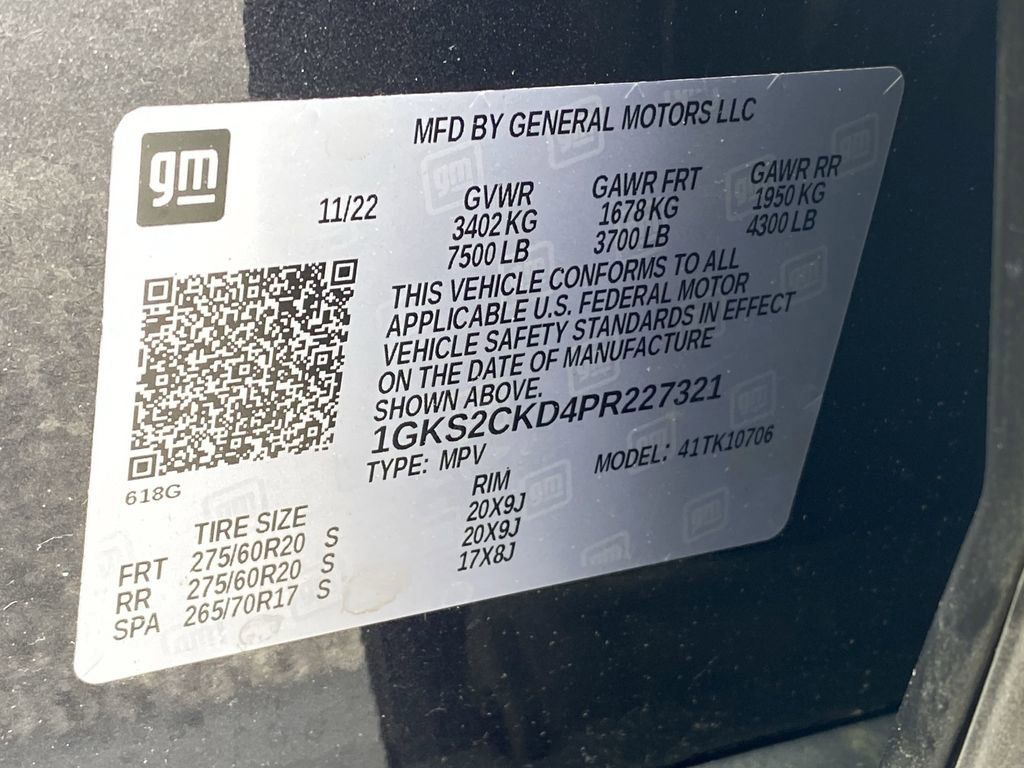 gm
MFD BY GENERAL MOTORS LLC
11/22
GVWR GAWR FRT GAWR RR
3402 KG 1678 KG 1950 KG
7500 LB 3700 LB 4300 LB
THIS VEHICLE CONFORMS TO ALL
APPLICABLE U.S. FEDERAL MOTOR
VEHICLE SAFETY STANDARDS IN EFFECT
ON THE DATE OF MANUFACTURE
SHOWN ABOVE.
1GKS2CKD4PR227321
TYPE: MPV MODEL: 41TK10706
618G
TIRE SIZE RIM
FRT 275/60R20 S 20X9J
RR 275/60R20 S 20X9J
SPA 265/70R17 S 17X8J